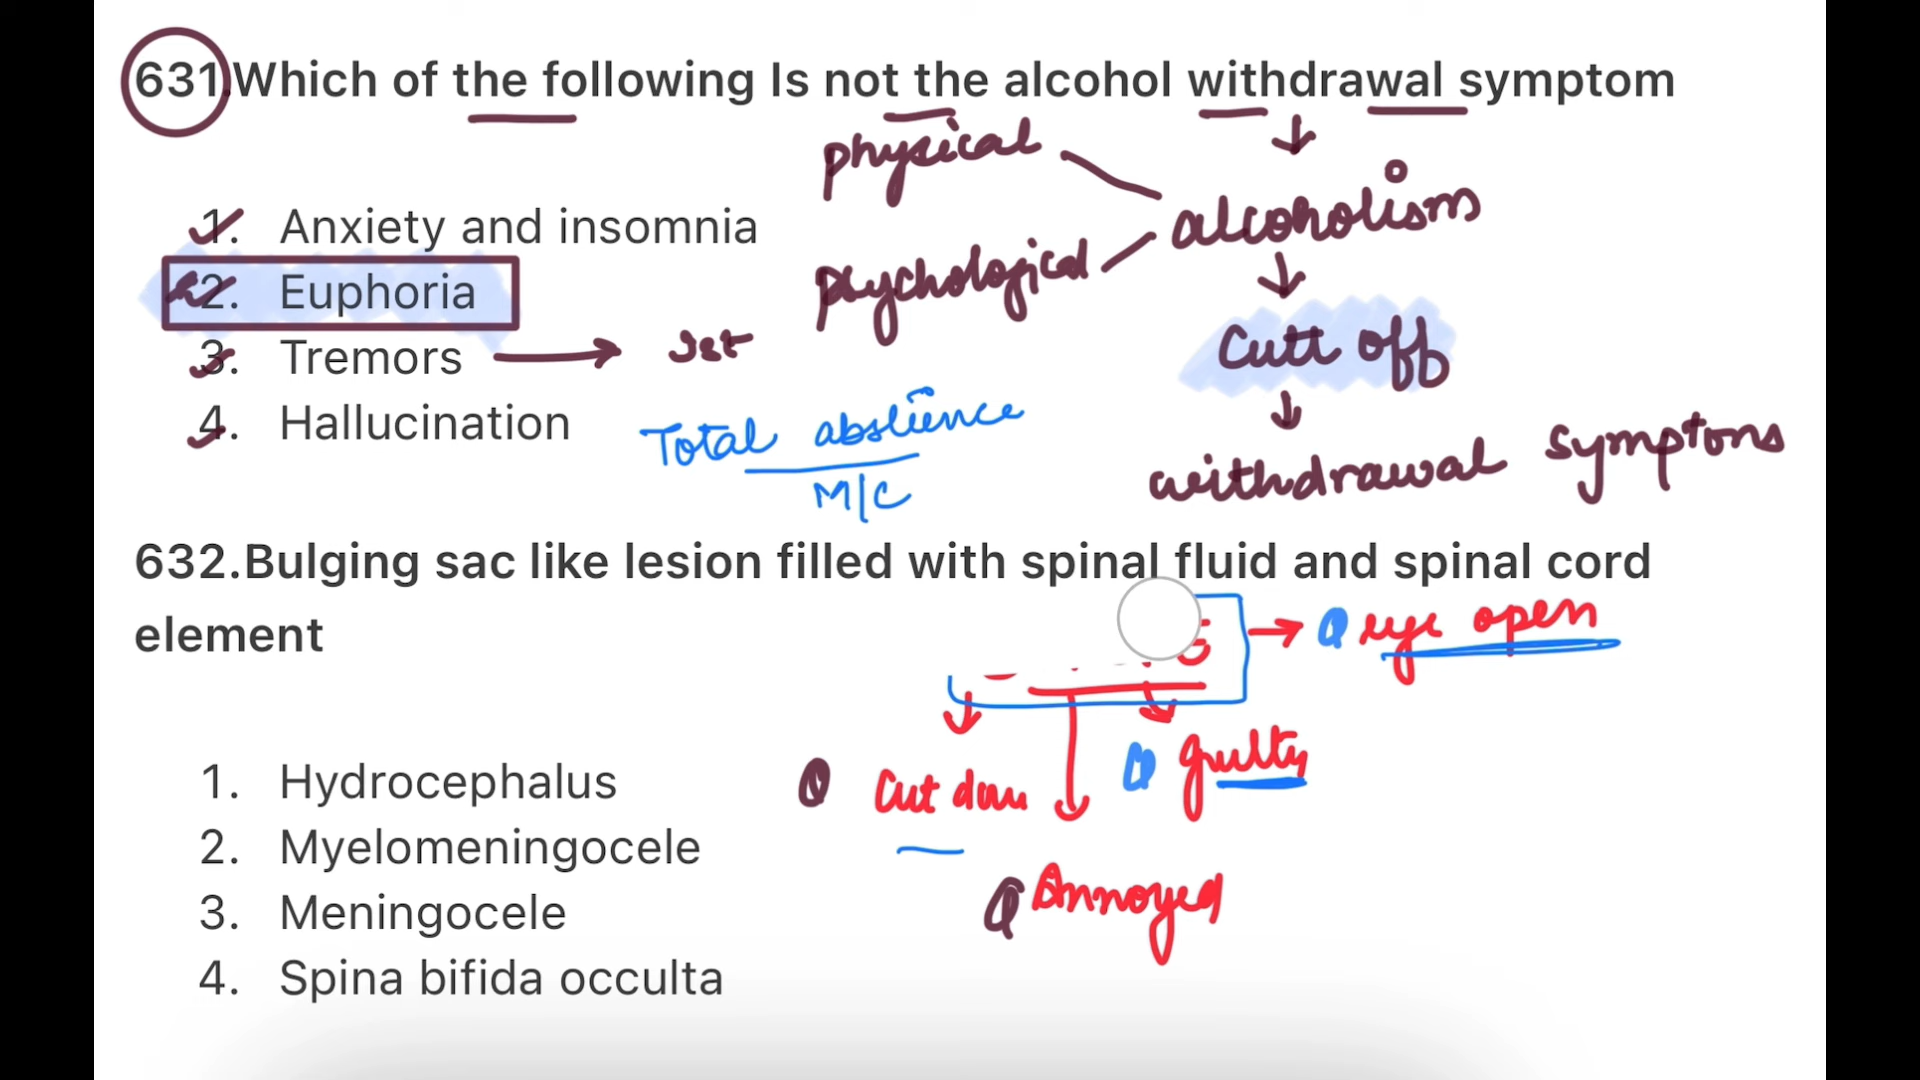 631.Which of the following Is not the alcohol withdrawal symptom
physical
1. Anxiety and insomnia
alcoholism
psychological
2. Euphoria
3. Tremors → Ist
Cutt off
4. Hallucination
Total abstience
M/C
withdrawal symptons
632.Bulging sac like lesion filled with spinal fluid and spinal cord
element
→ eye open
guilty
1. Hydrocephalus
Cut down
2. Myelomeningocele
Annoyed
3. Meningocele
4. Spina bifida occulta